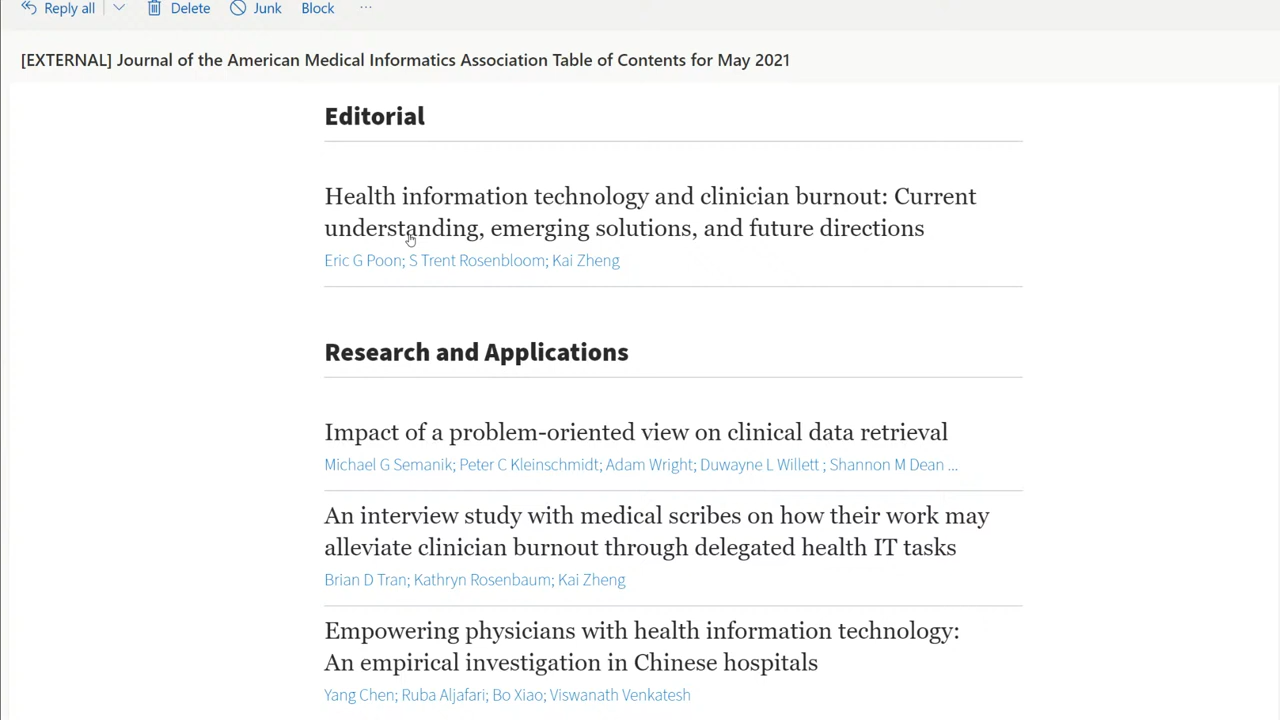 Reply all Delete Junk Block ...
[EXTERNAL] Journal of the American Medical Informatics Association Table of Contents for May 2021
Editorial
Health information technology and clinician burnout: Current
understanding, emerging solutions, and future directions
Eric G Poon; S Trent Rosenbloom; Kai Zheng
Research and Applications
Impact of a problem-oriented view on clinical data retrieval
Michael G Semanik; Peter C Kleinschmidt; Adam Wright; Duwayne L Willett ; Shannon M Dean ...
An interview study with medical scribes on how their work may
alleviate clinician burnout through delegated health IT tasks
Brian D Tran; Kathryn Rosenbaum; Kai Zheng
Empowering physicians with health information technology:
An empirical investigation in Chinese hospitals
Yang Chen; Ruba Aljafari; Bo Xiao; Viswanath Venkatesh